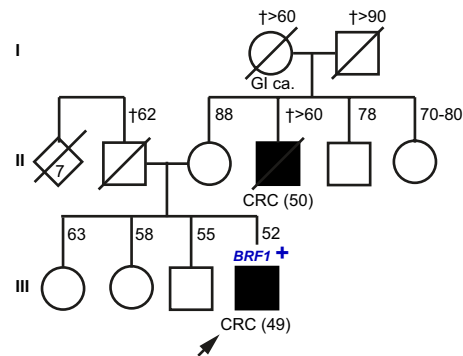 †>60 †>90
I
GI ca.
†62 88 †>60 78 70-80
II 7
CRC (50)
63 58 55 52
BRF1 +
III
CRC (49)